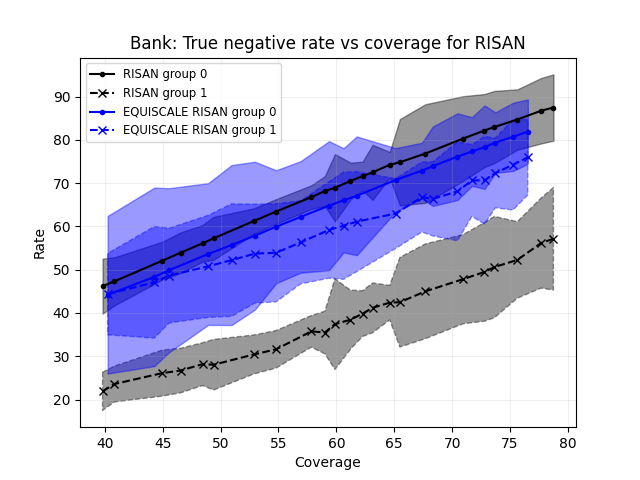 Bank: True negative rate vs coverage for RISAN
RISAN group 0
RISAN group 1
EQUISCALE RISAN group 0
EQUISCALE RISAN group 1
Rate
90
80
70
60
50
40
30
20
40 45 50 55 60 65 70 75 80
Coverage